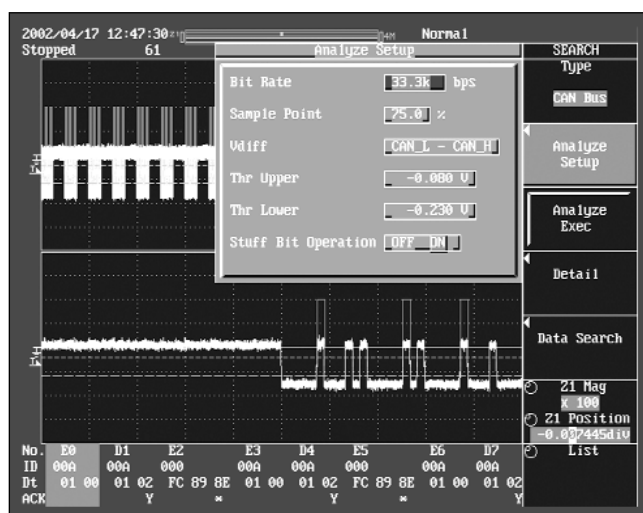 2002/04/17 12:47:30
4M
Normal
Stopped
61
Analyze Setup
Bit Rate 33.3k bps
Sample Point 75.0 %
Vdiff CAN_L - CAN_H
Thr Upper -0.080 V
Thr Lower -0.230 V
Stuff Bit Operation OFF ON
SEARCH
Type
CAN Bus
Analyze
Setup
Analyze
Exec
Detail
Data Search
Z1 Mag
x 100
Z1 Position
-0.007445div
List
No. E0 D1 E2 E3 D4 E5 E6 D7
ID 00A 00A 000 00A 00A 000 00A 00A
Dt 01 00 01 02 FC 89 8E 01 00 01 02 FC 89 8E 01 00 01 02
ACK Y * Y * Y